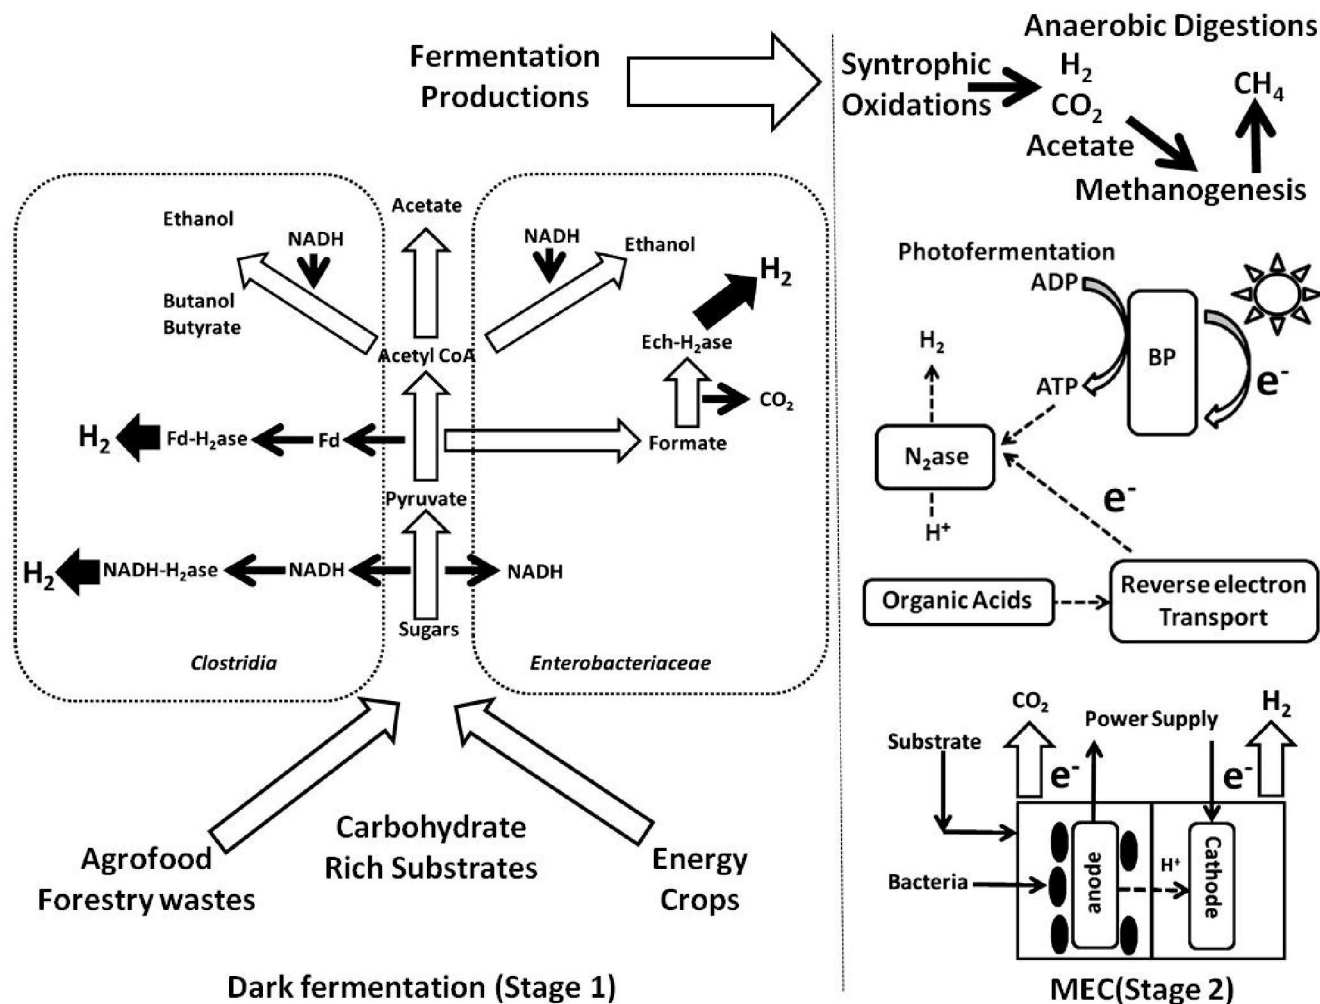 Fermentation
Productions
Anaerobic Digestions
Syntrophic
Oxidations
H2
CO2
Acetate
CH4
Methanogenesis
Ethanol
NADH
Acetate
NADH
Ethanol
Butanol
Butyrate
Acetyl CoA
H2
Ech-H2ase
CO2
H2
Fd-H2ase
Fd
Formate
Pyruvate
H2
NADH-H2ase
NADH
NADH
Sugars
Clostridia
Enterobacteriaceae
Agrofood
Forestry wastes
Carbohydrate
Rich Substrates
Energy
Crops
Dark fermentation (Stage 1)
Photofermentation
ADP
H2
BP
e-
ATP
N2ase
e-
H+
Organic Acids
Reverse electron
Transport
CO2
Power Supply
H2
Substrate
e-
e-
Bacteria
anope
H+
Cathode
MEC(Stage 2)